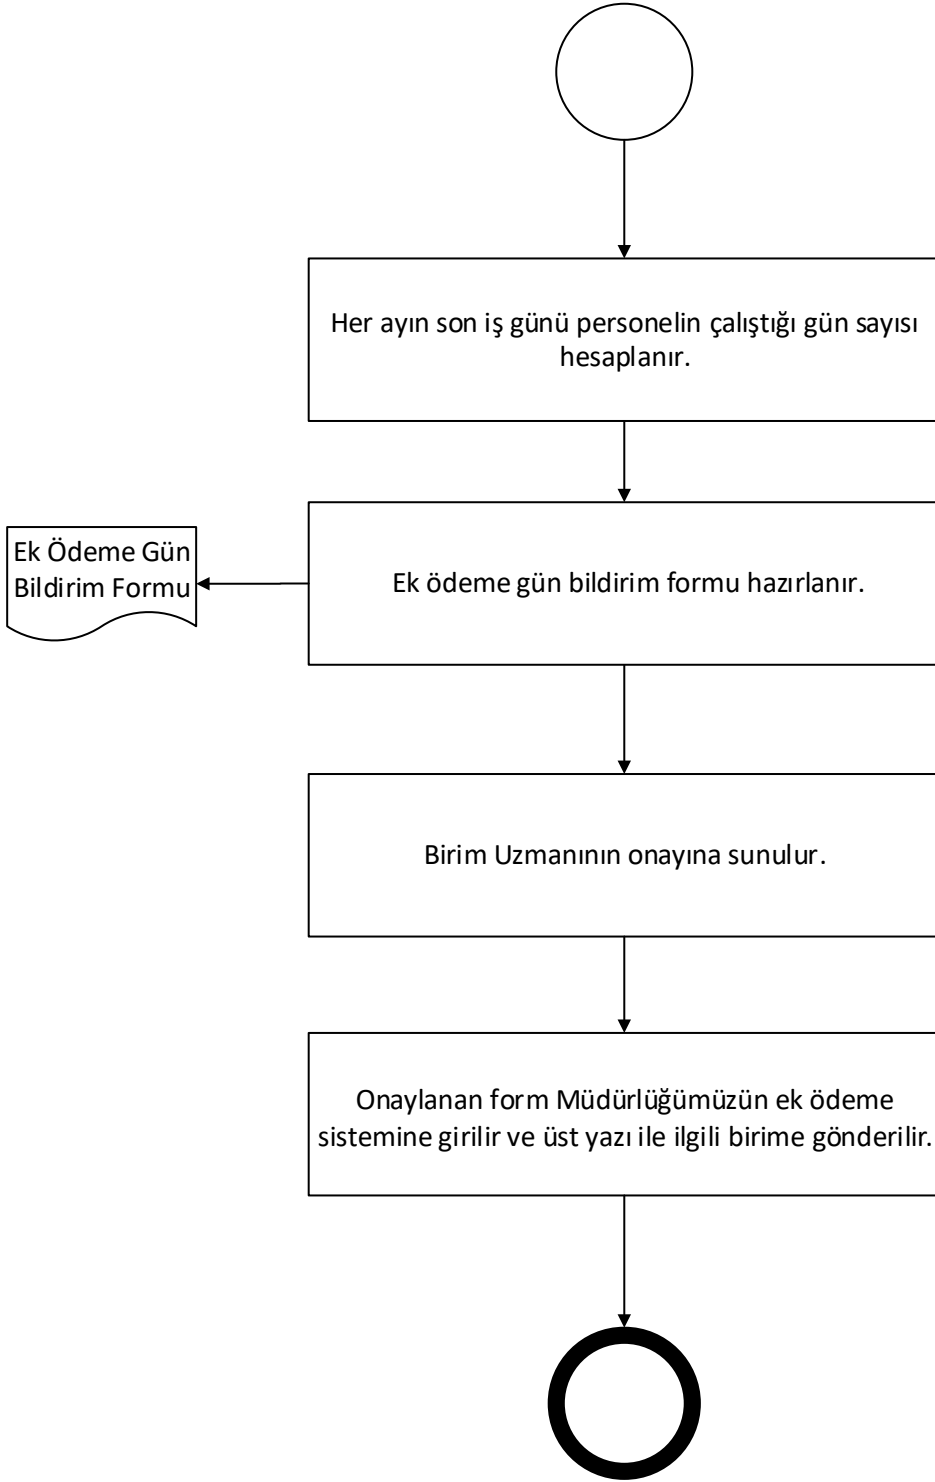 Her ayın son iş günü personelin çalıştığı gün sayısı
hesaplanır.
Ek Ödeme Gün
Bildirim Formu
Ek ödeme gün bildirim formu hazırlanır.
Birim Uzmanının onayına sunulur.
Onaylanan form Müdürlüğümüzün ek ödeme
sistemine girilir ve üst yazı ile ilgili birime gönderilir.